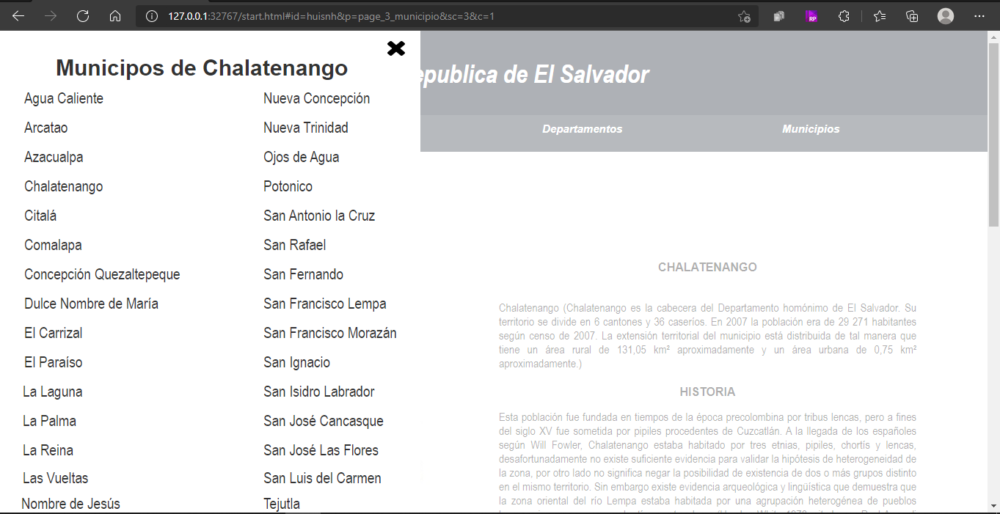 127.0.0.1:32767/start.html#id=huisnh&p=page_3_municipio&sc=3&c=1
RP
Municipos de Chalatenango
Agua Caliente
Arcatao
Azacualpa
Chalatenango
Citalá
Comalapa
Concepción Quezaltepeque
Dulce Nombre de María
El Carrizal
El Paraíso
La Laguna
La Palma
La Reina
Las Vueltas
Nombre de Jesús
Nueva Concepción
Nueva Trinidad
Ojos de Agua
Potonico
San Antonio la Cruz
San Rafael
San Fernando
San Francisco Lempa
San Francisco Morazán
San Ignacio
San Isidro Labrador
San José Cancasque
San José Las Flores
San Luis del Carmen
Tejutla
epublica de El Salvador
Departamentos Municipios
CHALATENANGO
Chalatenango (Chalatenango es la cabecera del Departamento homónimo de El Salvador. Su
territorio se divide en 6 cantones y 36 caseríos. En 2007 la población era de 29 271 habitantes
según censo de 2007. La extensión territorial del municipio está distribuida de tal manera que
tiene un área rural de 131,05 km² aproximadamente y un área urbana de 0,75 km²
aproximadamente.)
HISTORIA
Esta población fue fundada en tiempos de la época precolombina por tribus lencas, pero a fines
del siglo XV fue sometida por pipiles procedentes de Cuzcatlán. A la llegada de los españoles
según Will Fowler, Chalatenango estaba habitado por tres etnias, pipiles, chortís y lencas,
desafortunadamente no existe suficiente evidencia para validar la hipótesis de heterogeneidad de
la zona, por otro lado no significa negar la posibilidad de existencia de dos o más grupos distinto
en el mismo territorio. Sin embargo existe evidencia arqueológica y lingüística que demuestra que
la zona oriental del río Lempa estaba habitada por una agrupación heterogénea de pueblos